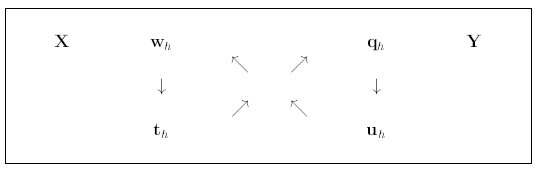 X w_h q_h Y
↖ ↗
↓ ↓
↗ ↖
t_h u_h